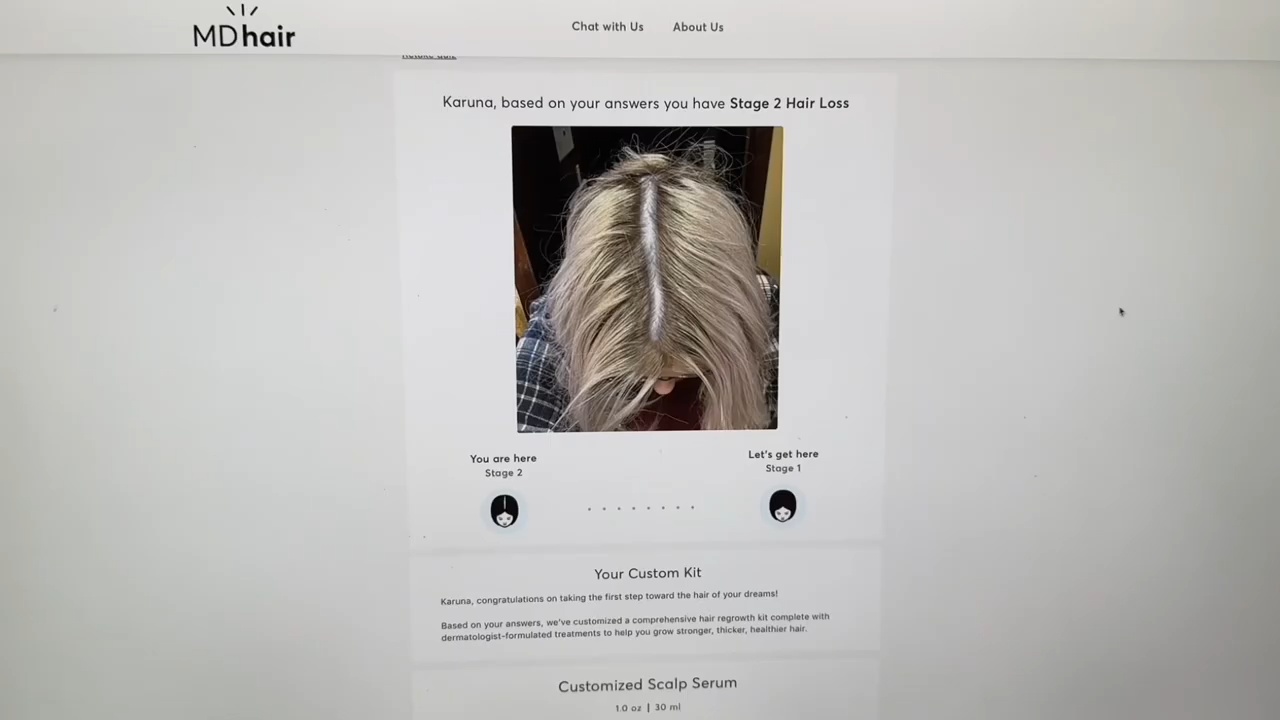 MDhair
Chat with Us
About Us
Retake quiz
Karuna, based on your answers you have Stage 2 Hair Loss
You are here
Stage 2
Let's get here
Stage 1
Your Custom Kit
Karuna, congratulations on taking the first step toward the hair of your dreams!
Based on your answers, we've customized a comprehensive hair regrowth kit complete with
dermatologist-formulated treatments to help you grow stronger, thicker, healthier hair.
Customized Scalp Serum
1.0 oz | 30 ml